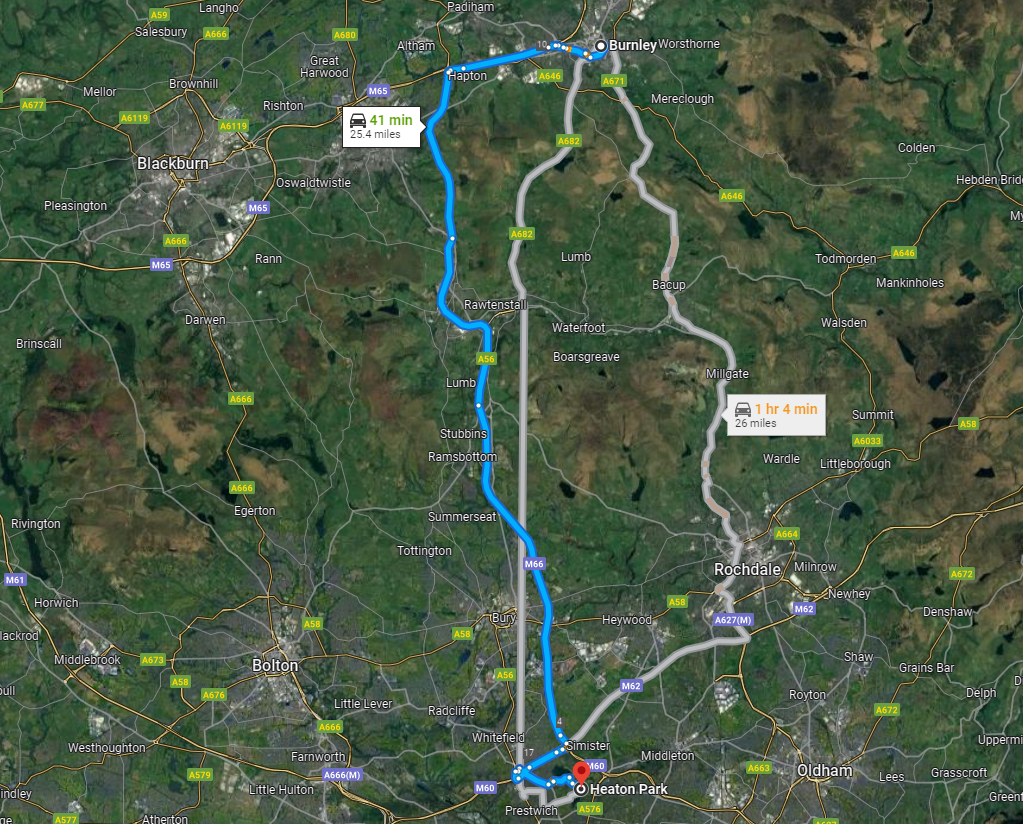 Langho
Padiham
A59
A666
A680
Salesbury
Altham
10
Burnley
Worsthorne
Great
Harwood
Hapton
A646
A671
Brownhill
Mellor
M65
Mereclough
A677
Rishton
A6119
A6119
41 min
25.4 miles
A682
Colden
Blackburn
Oswaldtwistle
Hebden Bridge
A646
Pleasington
M65
My
A666
A682
M65
Rann
Lumb
A646
Todmorden
Bacup
Mankinholes
Rawtenstall
Darwen
Waterfoot
Walsden
Brinscall
A56
Boarsgreave
Millgate
Lumb
A666
1 hr 4 min
26 miles
Summit
A58
Stubbins
A6033
Ramsbottom
Wardle
Littleborough
A666
Egerton
Summerseat
Rivington
A664
Tottington
M66
Rochdale
Milnrow
M61
A672
Horwich
A58
Newhey
M62
Denshaw
Bury
Heywood
A627(M)
A58
A58
lackrod
Middlebrook
A673
Bolton
Shaw
Grains Bar
A56
A58
M62
A676
Royton
Delph
D
oull
Little Lever
Radcliffe
A672
A666
4
Whitefield
Simister
Uppermi
Westhoughton
17
Farnworth
Middleton
M60
A663
Oldham
Grasscroft
A579
A666(M)
Lees
M60
Heaton Park
indley
Little Hulton
Prestwich
A576
Greenf
A577
Atherton